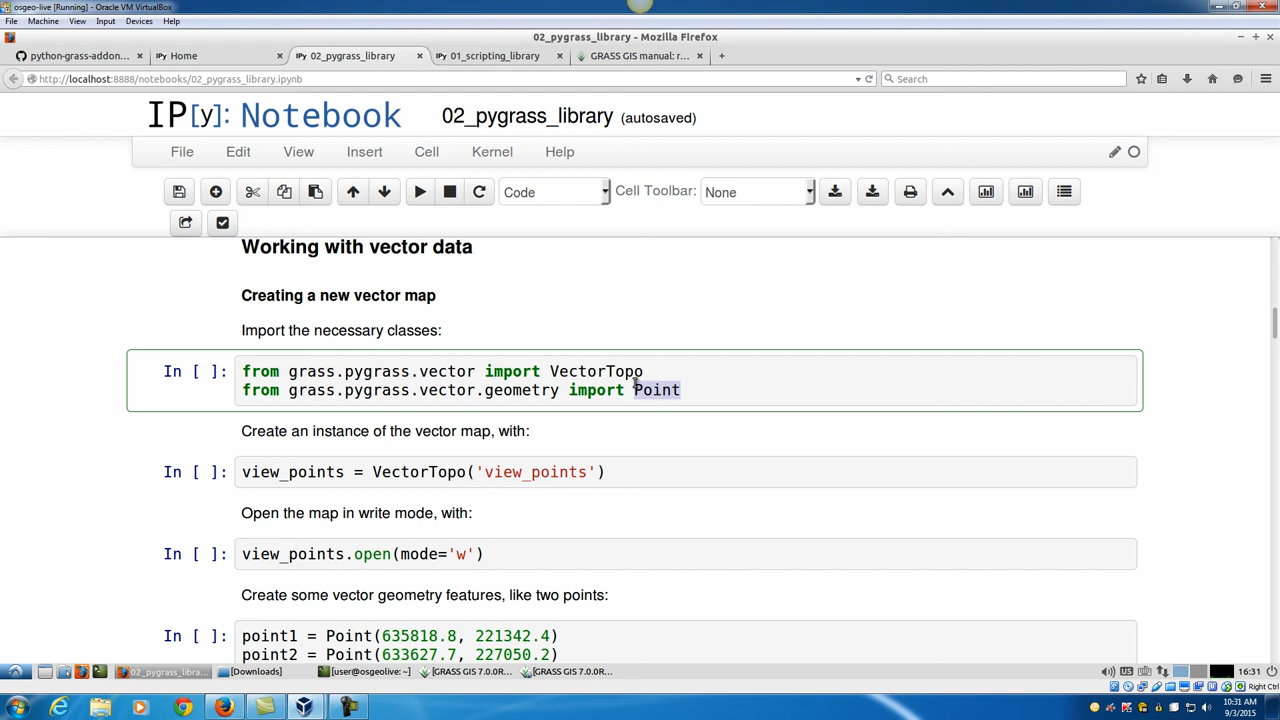 osgeo-live [Running] - Oracle VM VirtualBox
File Machine View Input Devices Help
02_pygrass_library - Mozilla Firefox
python-grass-addon...
IPy Home
IPy 02_pygrass_library
IPy 01_scripting_library
GRASS GIS manual: r...
http://localhost:8888/notebooks/02_pygrass_library.ipynb
Search
IP[y]: Notebook 02_pygrass_library (autosaved)
File Edit View Insert Cell Kernel Help
Code Cell Toolbar: None
Working with vector data
Creating a new vector map
Import the necessary classes:
In [ ]: from grass.pygrass.vector import VectorTopo
from grass.pygrass.vector.geometry import Point
Create an instance of the vector map, with:
In [ ]: view_points = VectorTopo('view_points')
Open the map in write mode, with:
In [ ]: view_points.open(mode='w')
Create some vector geometry features, like two points:
In [ ]: point1 = Point(635818.8, 221342.4)
point2 = Point(633627.7, 227050.2)
02_pygrass_libra... [Downloads] [user@osgeolive: ~] [GRASS GIS 7.0.0R... [GRASS GIS 7.0.0R... US 16:31
Right Ctrl
10:31 AM
9/3/2015